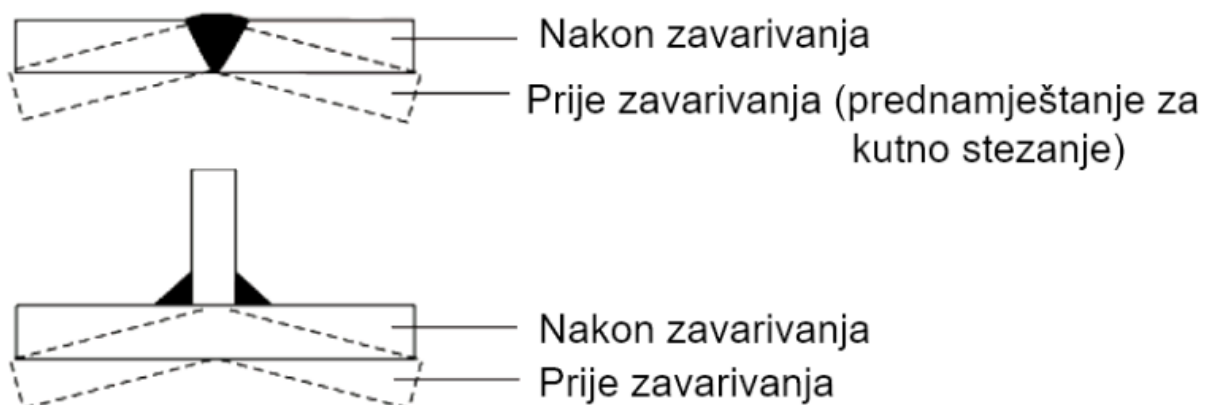 Nakon zavarivanja
Prije zavarivanja (prednamještanje za
kutno stezanje)
Nakon zavarivanja
Prije zavarivanja